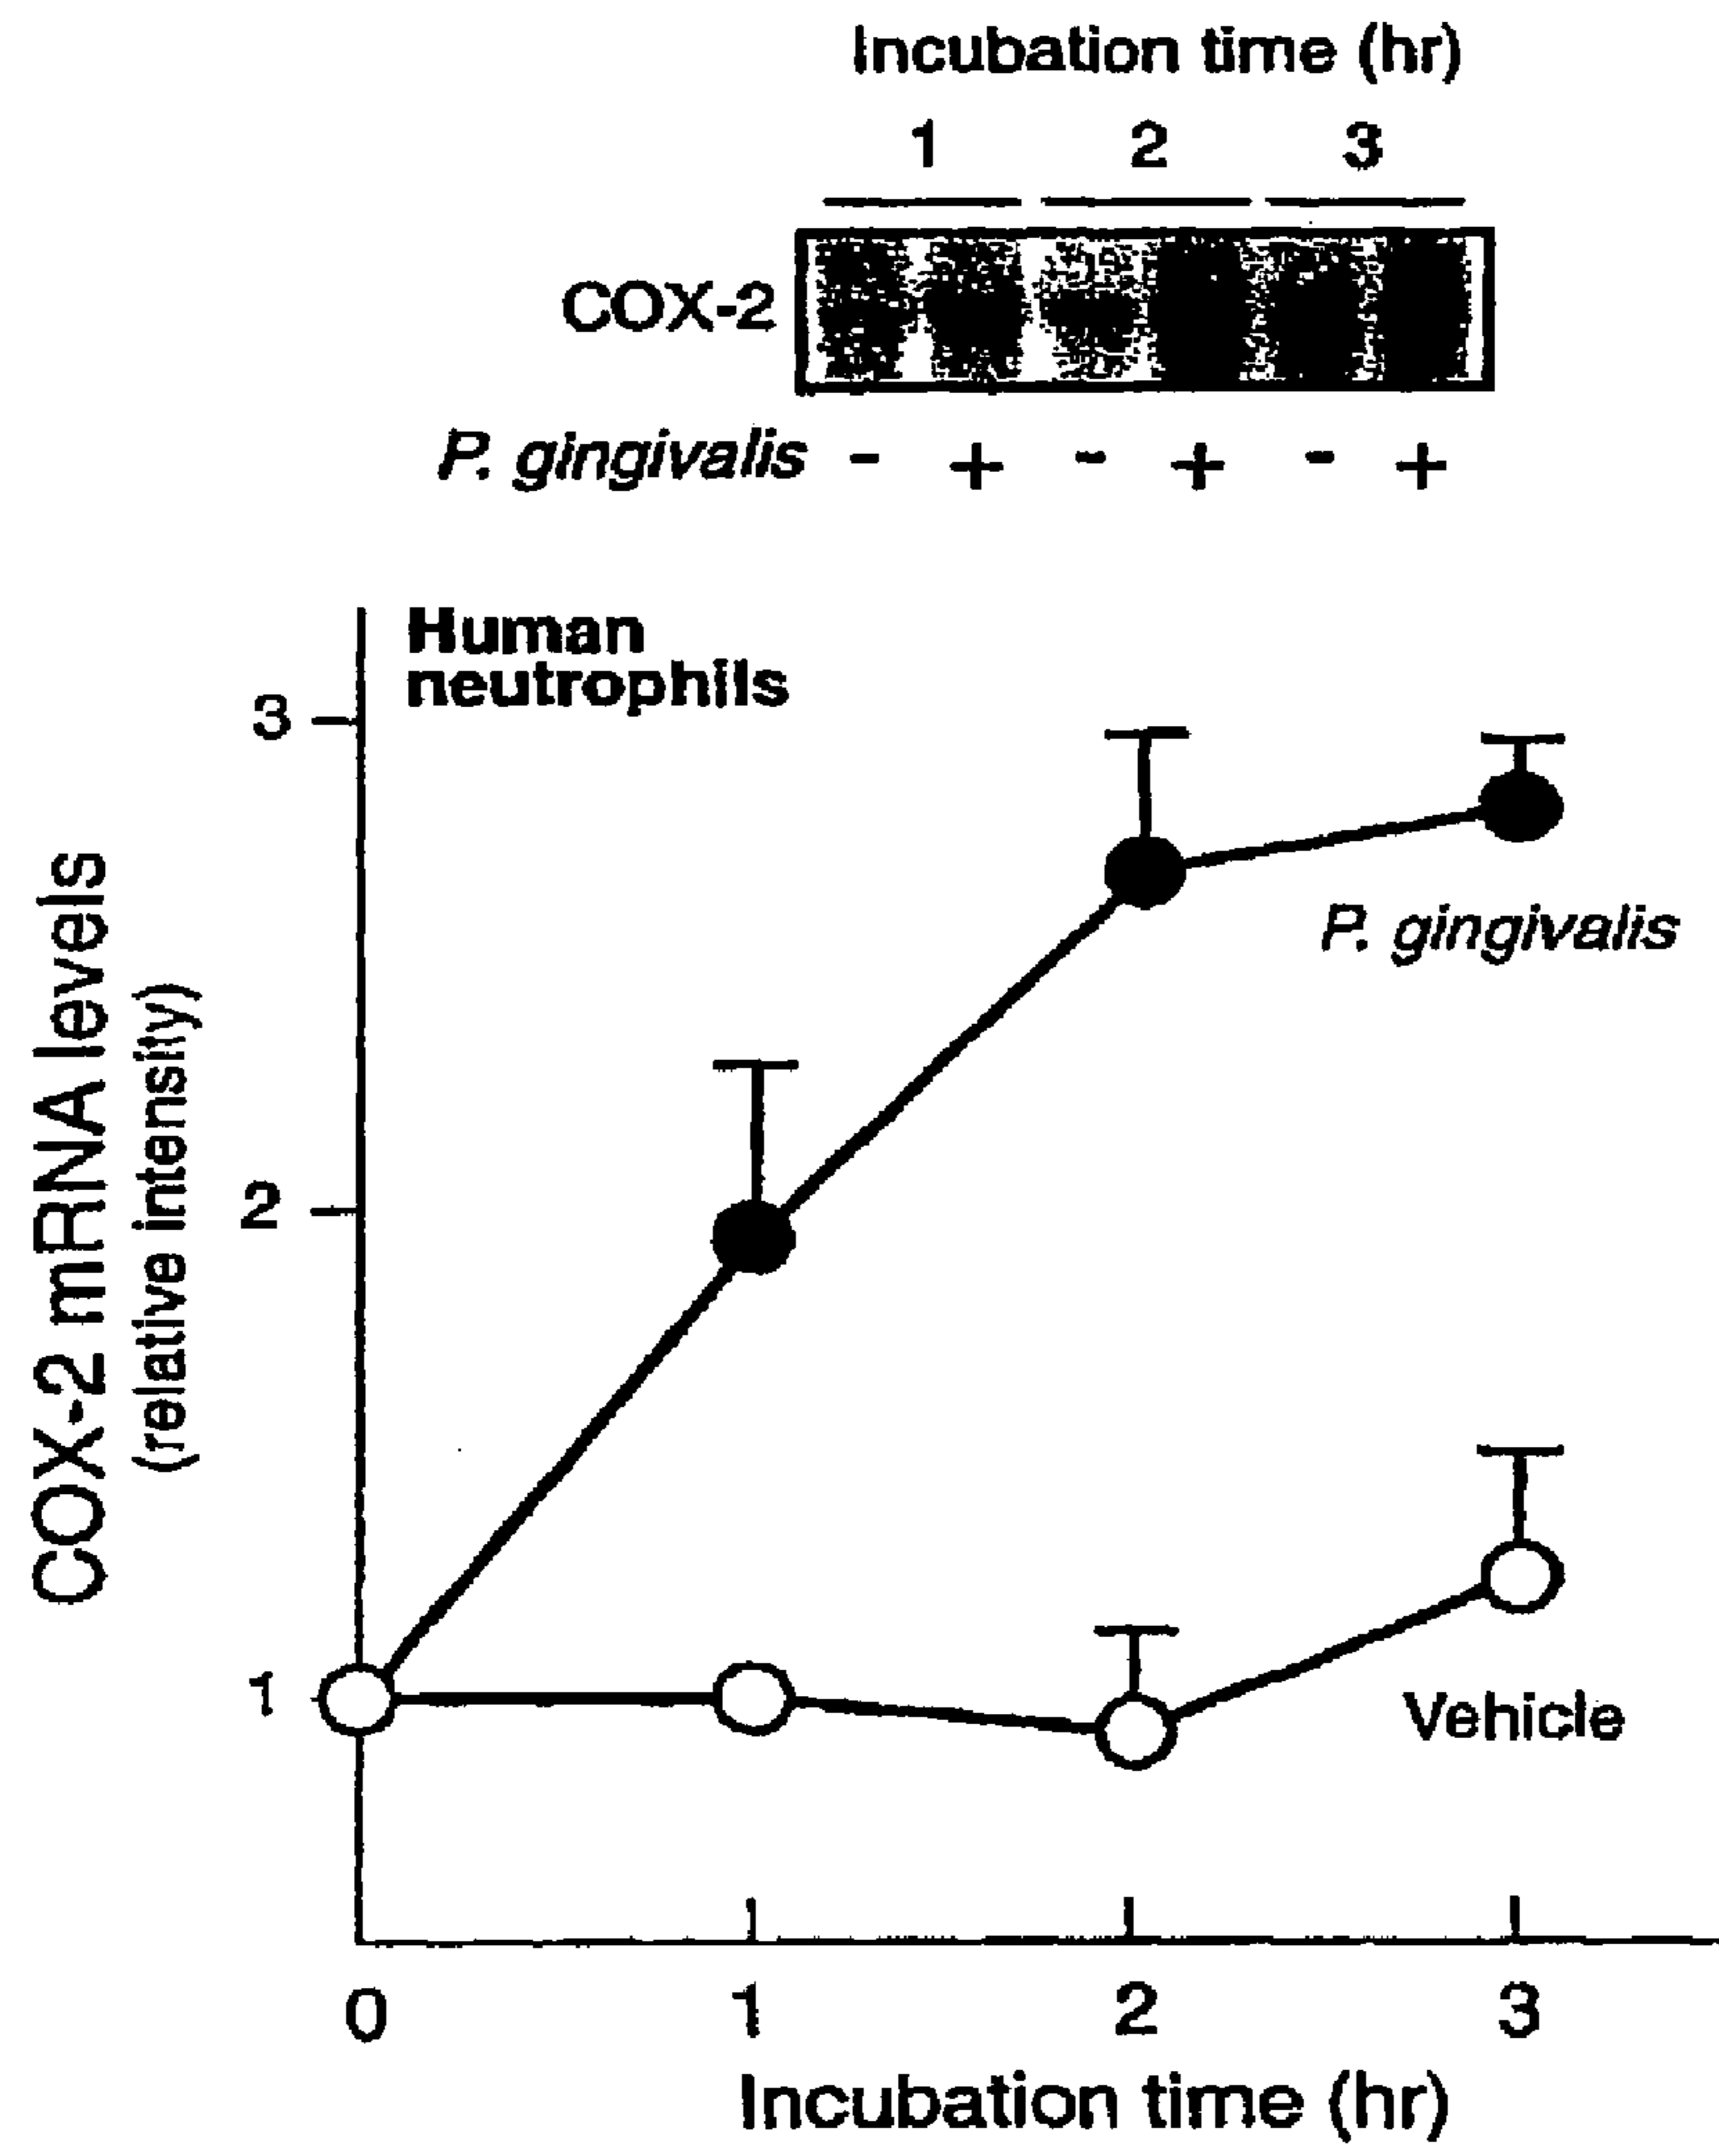 Incubation time (hr)
1 2 3
COX-2
P. gingivalis - + - + - +
Human
neutrophils
COX-2 mRNA levels
(relative intensity)
3
2
1
P. gingivalis
Vehicle
0 1 2 3
Incubation time (hr)